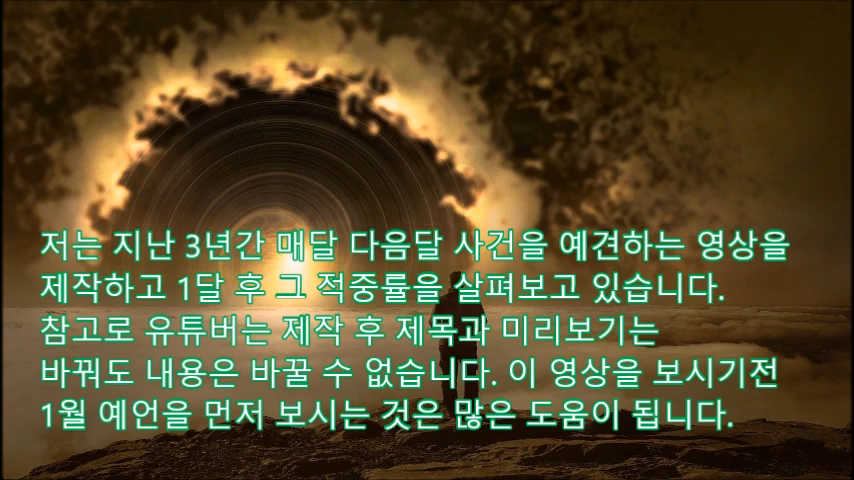 저는 지난 3년간 매달 다음달 사건을 예견하는 영상을
제작하고 1달 후 그 적중률을 살펴보고 있습니다.
참고로 유튜버는 제작 후 제목과 미리보기는
바꿔도 내용은 바꿀 수 없습니다. 이 영상을 보시기전
1월 예언을 먼저 보시는 것은 많은 도움이 됩니다.